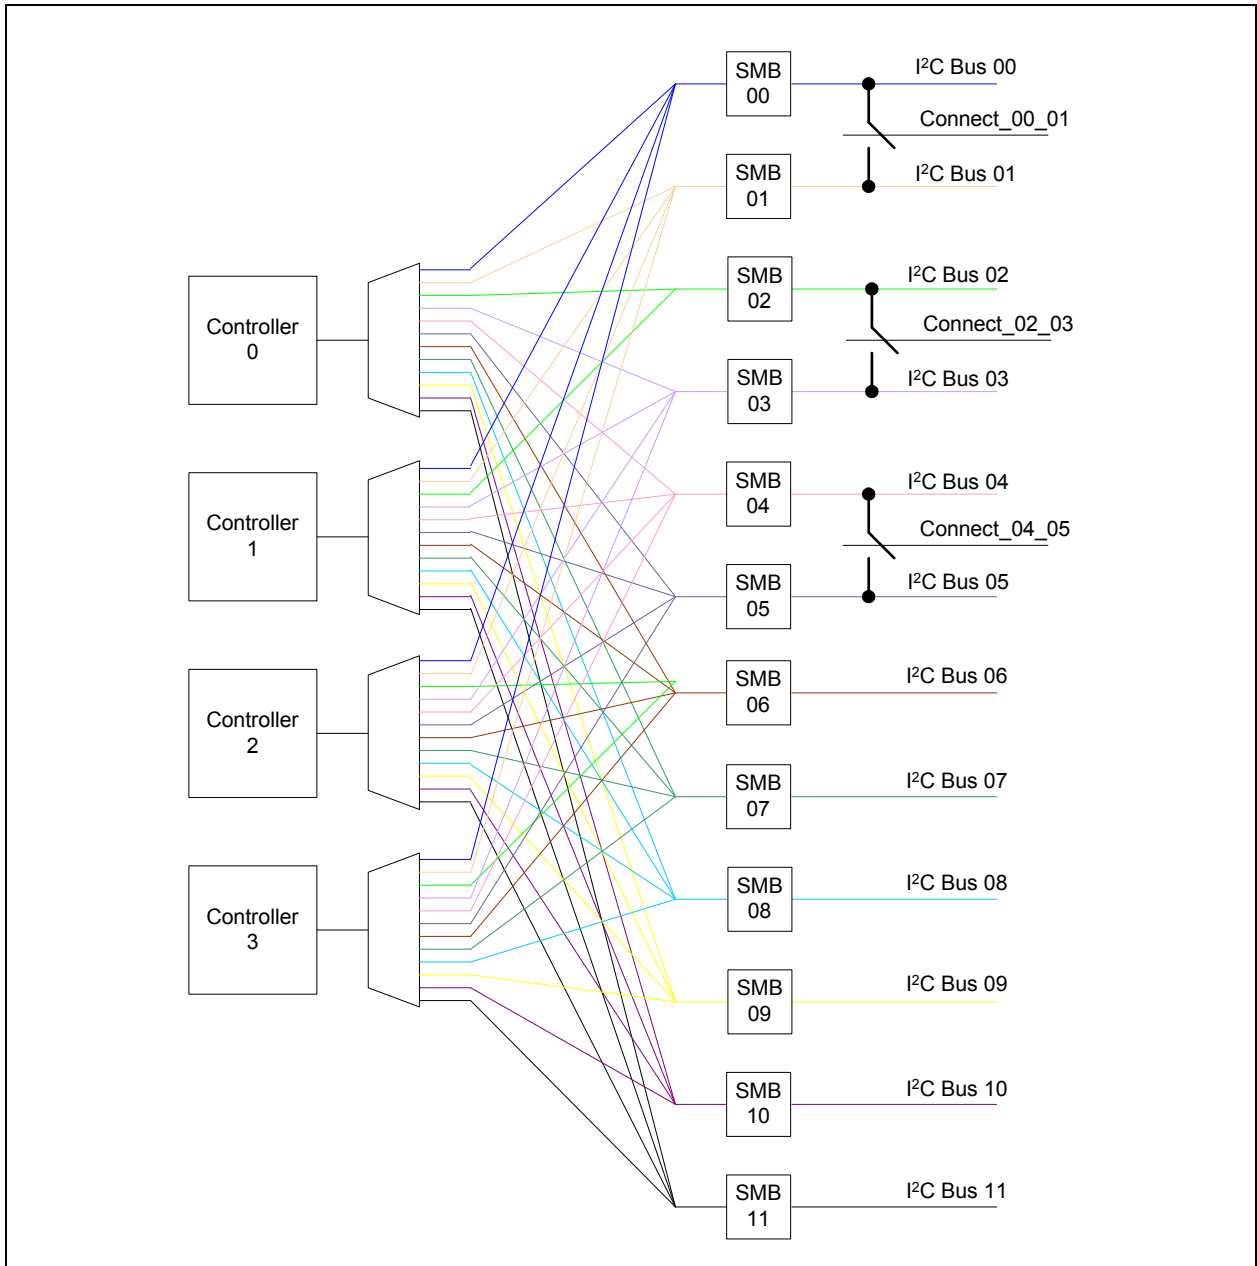 Controller
0
Controller
1
Controller
2
Controller
3
SMB
00
I²C Bus 00
Connect_00_01
SMB
01
I²C Bus 01
SMB
02
I²C Bus 02
Connect_02_03
SMB
03
I²C Bus 03
SMB
04
I²C Bus 04
Connect_04_05
SMB
05
I²C Bus 05
SMB
06
I²C Bus 06
SMB
07
I²C Bus 07
SMB
08
I²C Bus 08
SMB
09
I²C Bus 09
SMB
10
I²C Bus 10
SMB
11
I²C Bus 11